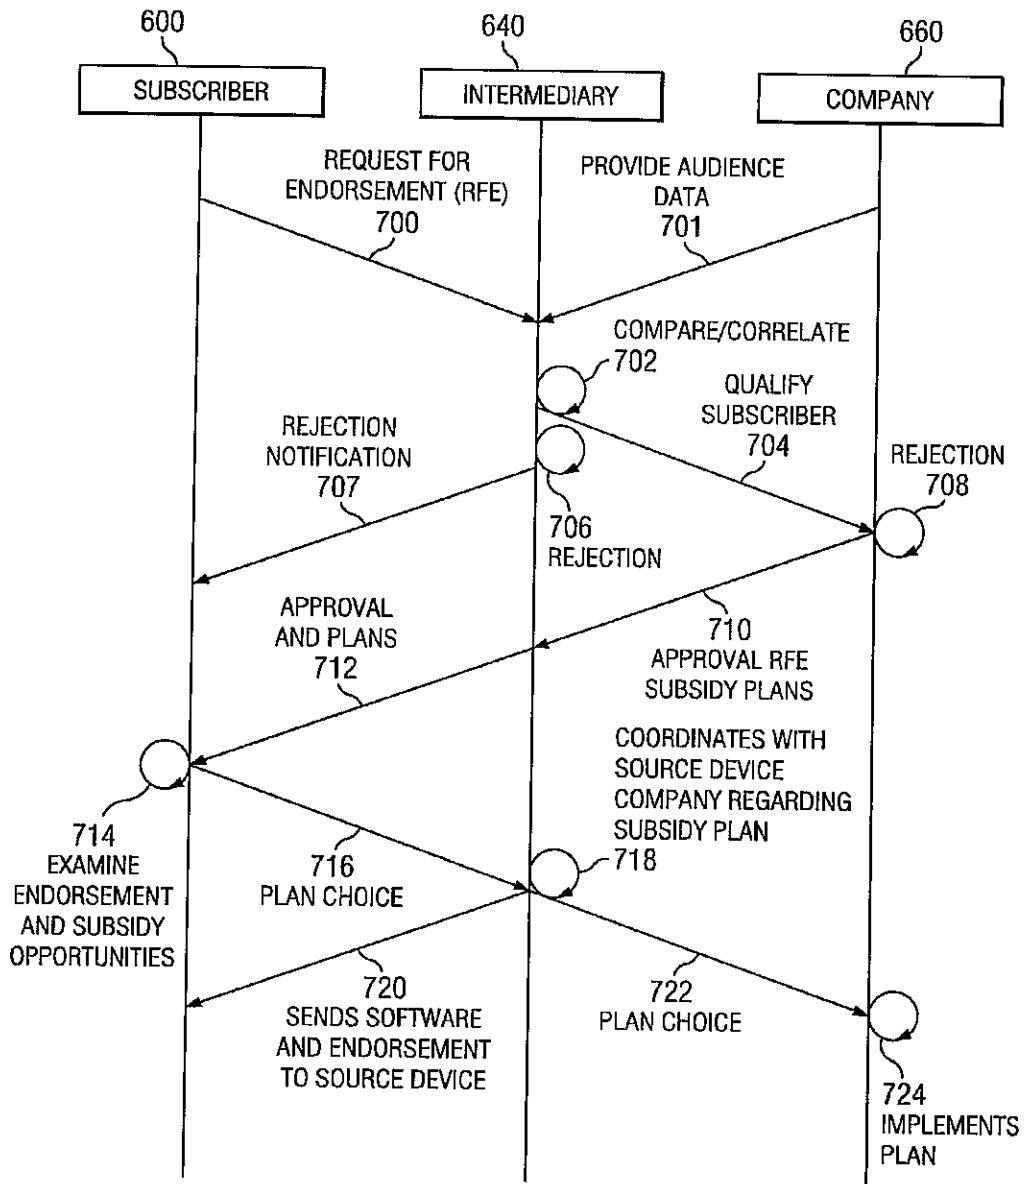 600
640
660
SUBSCRIBER
INTERMEDIARY
COMPANY
REQUEST FOR
ENDORSEMENT (RFE)
700
PROVIDE AUDIENCE
DATA
701
COMPARE/CORRELATE
702
QUALIFY
SUBSCRIBER
704
REJECTION
NOTIFICATION
707
REJECTION
708
706
REJECTION
APPROVAL
AND PLANS
712
710
APPROVAL RFE
SUBSIDY PLANS
COORDINATES WITH
SOURCE DEVICE
COMPANY REGARDING
SUBSIDY PLAN
718
714
EXAMINE
ENDORSEMENT
AND SUBSIDY
OPPORTUNITIES
716
PLAN CHOICE
720
SENDS SOFTWARE
AND ENDORSEMENT
TO SOURCE DEVICE
722
PLAN CHOICE
724
IMPLEMENTS
PLAN